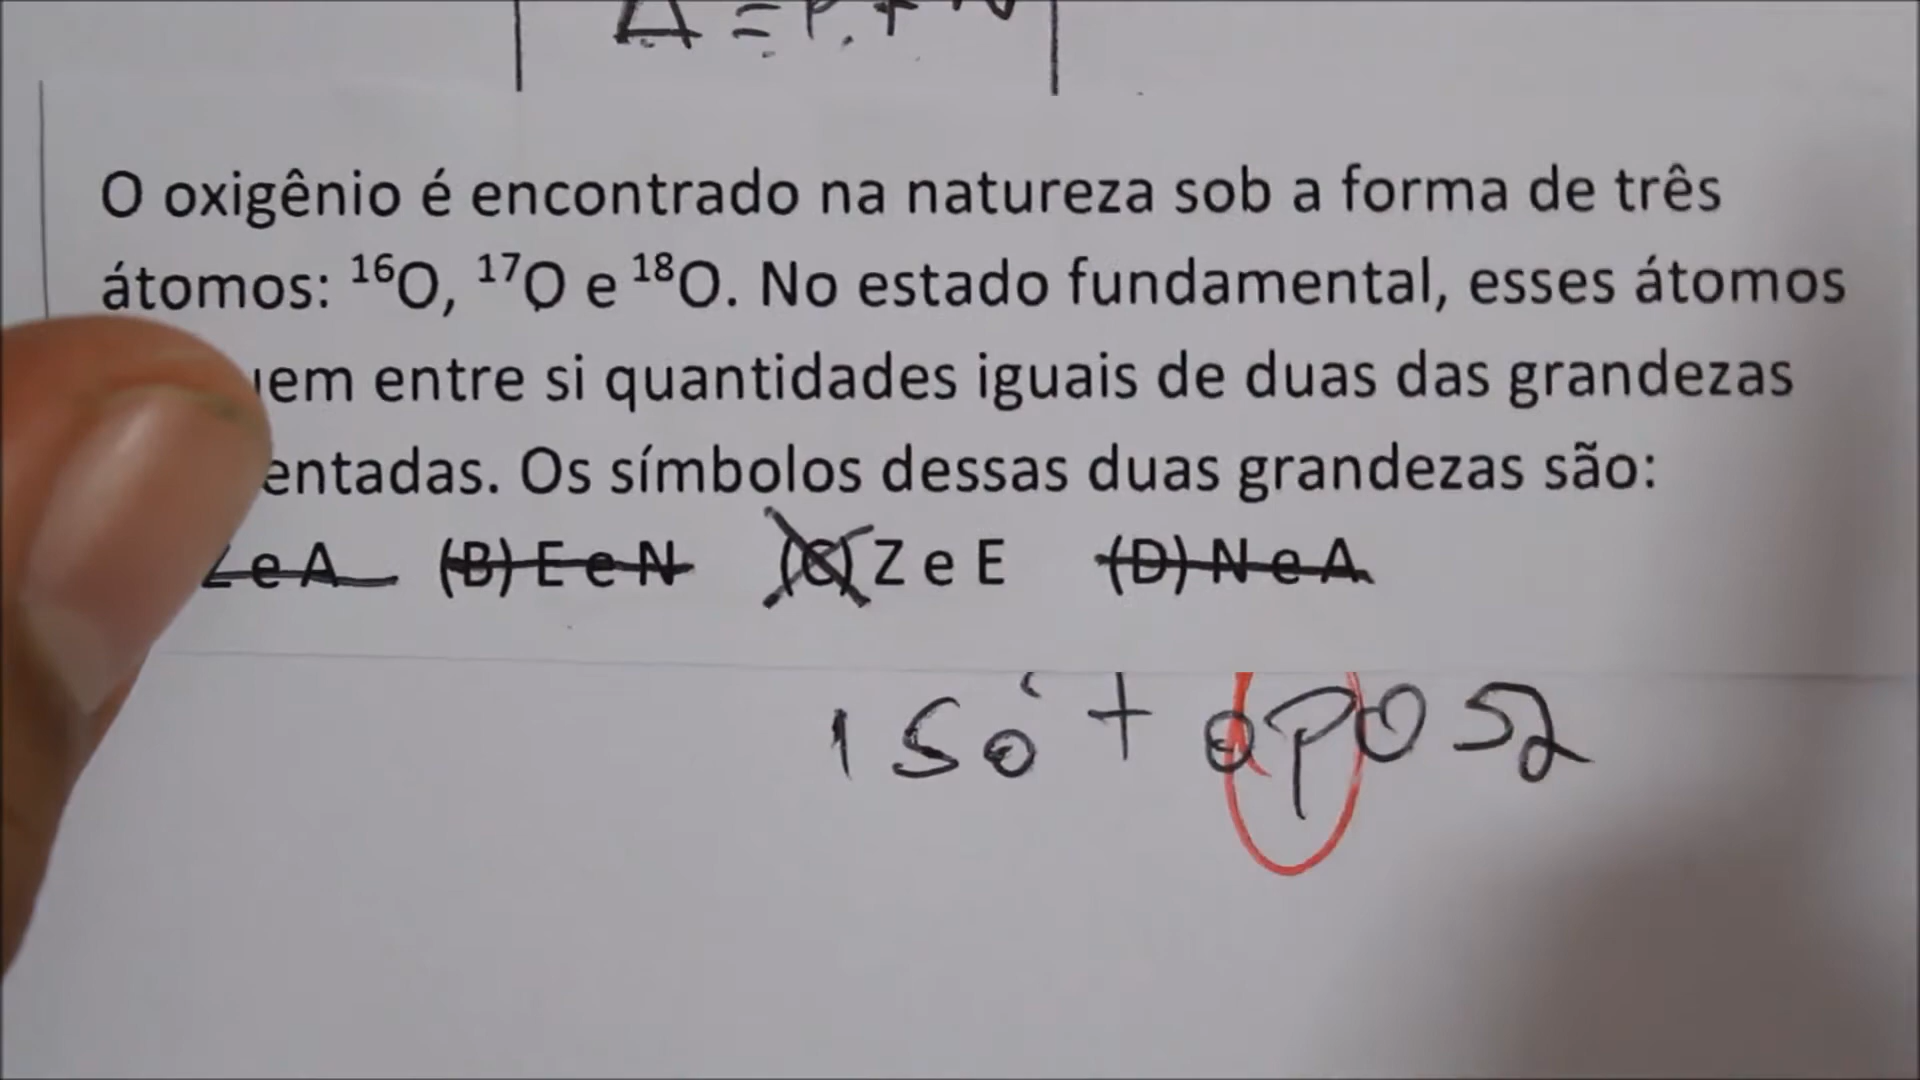 A = P + N
O oxigênio é encontrado na natureza sob a forma de três
átomos: ¹⁶O, ¹⁷O e ¹⁸O. No estado fundamental, esses átomos
uem entre si quantidades iguais de duas das grandezas
entadas. Os símbolos dessas duas grandezas são:
Z e A (B) E e N (C) Z e E (D) N e A